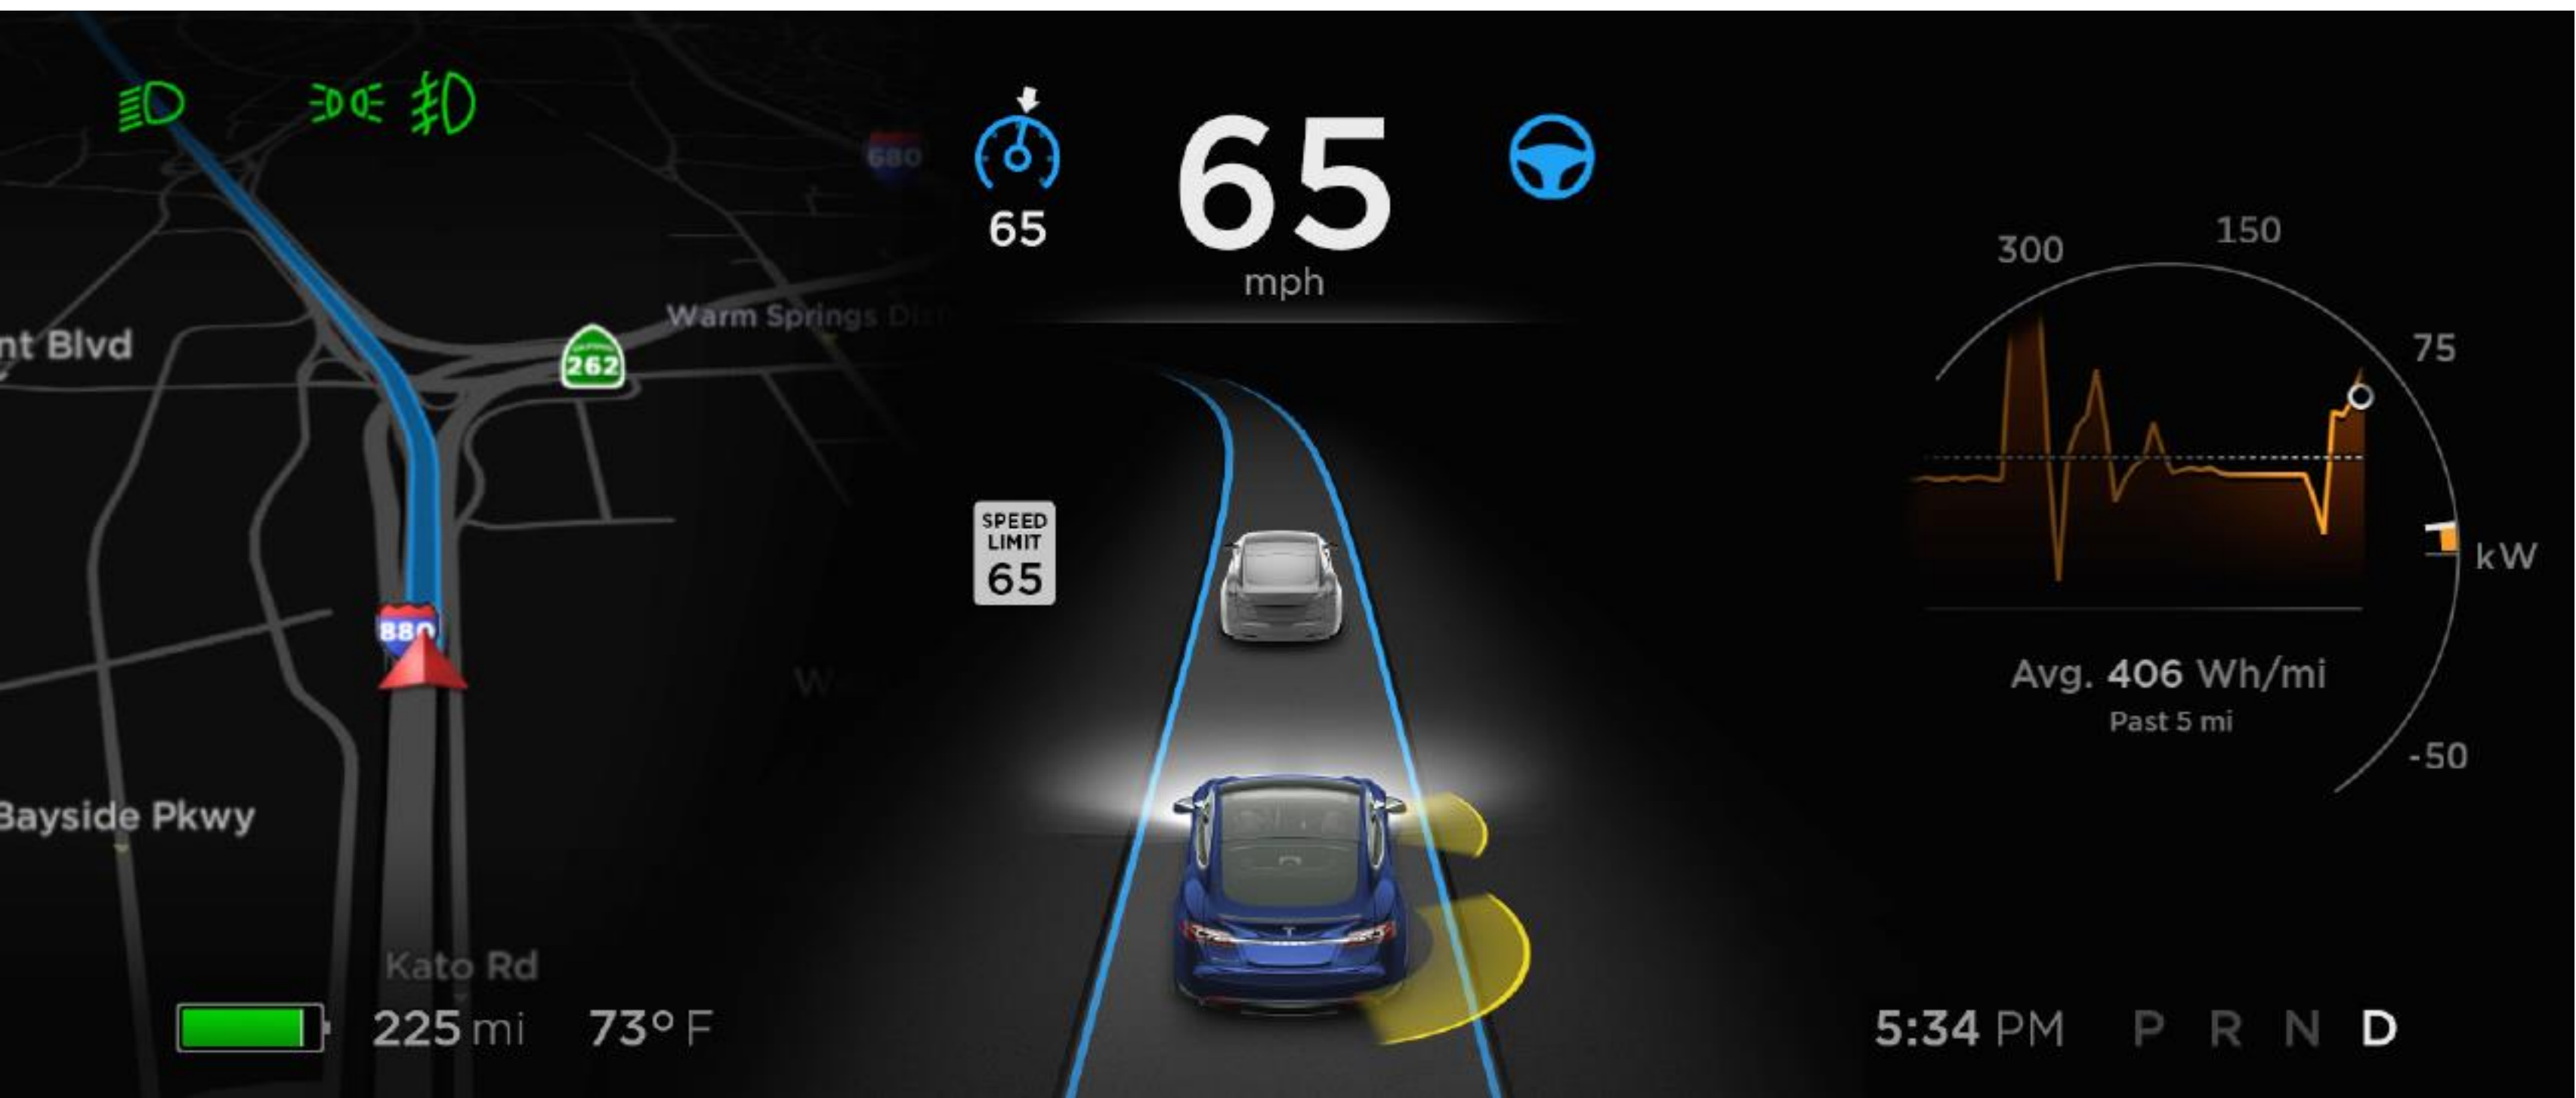 680
65
65
mph
300
150
75
kW
-50
Warm Springs
nt Blvd
262
SPEED
LIMIT
65
880
Avg. 406 Wh/mi
Past 5 mi
Bayside Pkwy
Kato Rd
225 mi
73° F
5:34 PM
P R N D